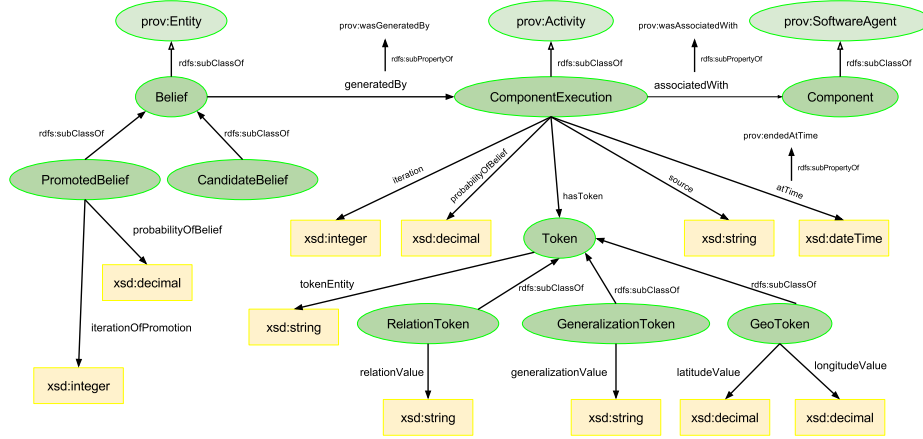 prov:Entity
prov:wasGeneratedBy
prov:Activity
prov:wasAssociatedWith
prov:SoftwareAgent
rdfs:subClassOf
rdfs:subPropertyOf
rdfs:subClassOf
rdfs:subPropertyOf
rdfs:subClassOf
Belief
generatedBy
ComponentExecution
associatedWith
Component
rdfs:subClassOf
rdfs:subClassOf
prov:endedAtTime
rdfs:subPropertyOf
PromotedBelief
CandidateBelief
iteration
probabilityOfBelief
hasToken
source
atTime
probabilityOfBelief
xsd:integer
xsd:decimal
Token
xsd:string
xsd:dateTime
xsd:decimal
tokenEntity
rdfs:subClassOf
rdfs:subClassOf
rdfs:subClassOf
xsd:string
iterationOfPromotion
RelationToken
GeneralizationToken
GeoToken
relationValue
generalizationValue
latitudeValue
longitudeValue
xsd:integer
xsd:string
xsd:string
xsd:decimal
xsd:decimal